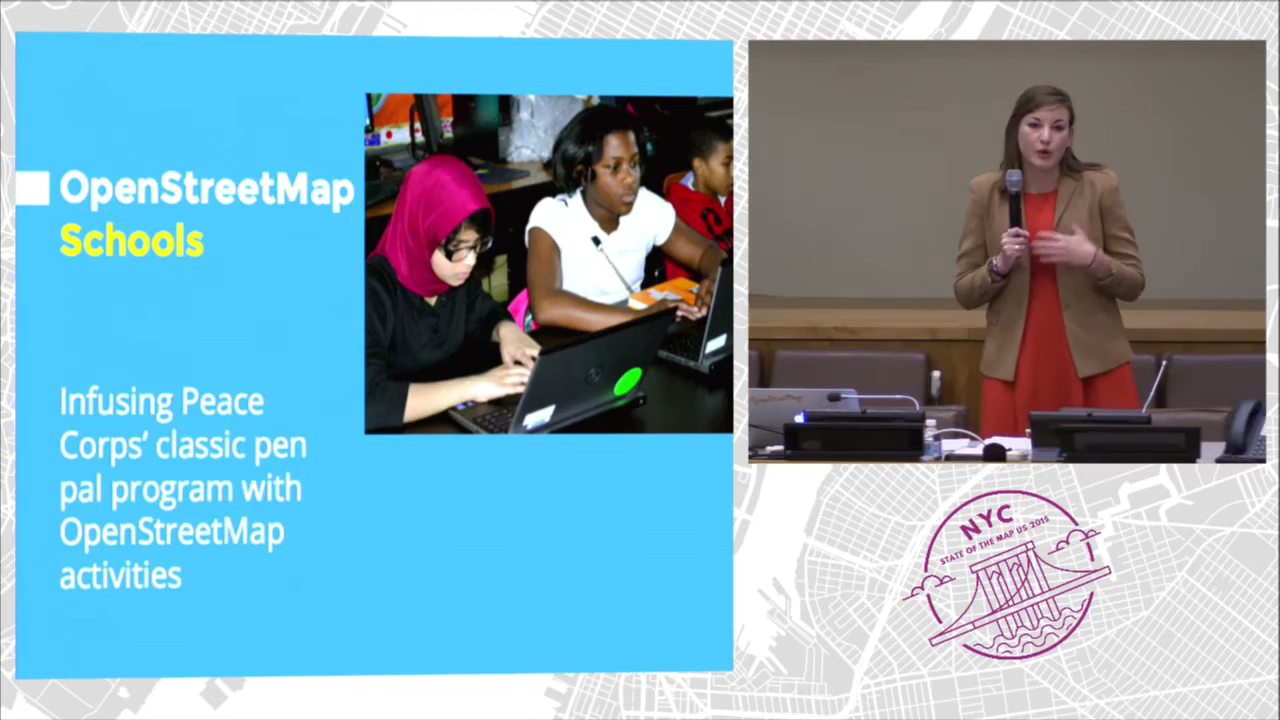 OpenStreetMap
Schools
Infusing Peace
Corps’ classic pen
pal program with
OpenStreetMap
activities
OpenStreetMap
NYC
STATE OF THE MAP US 2015